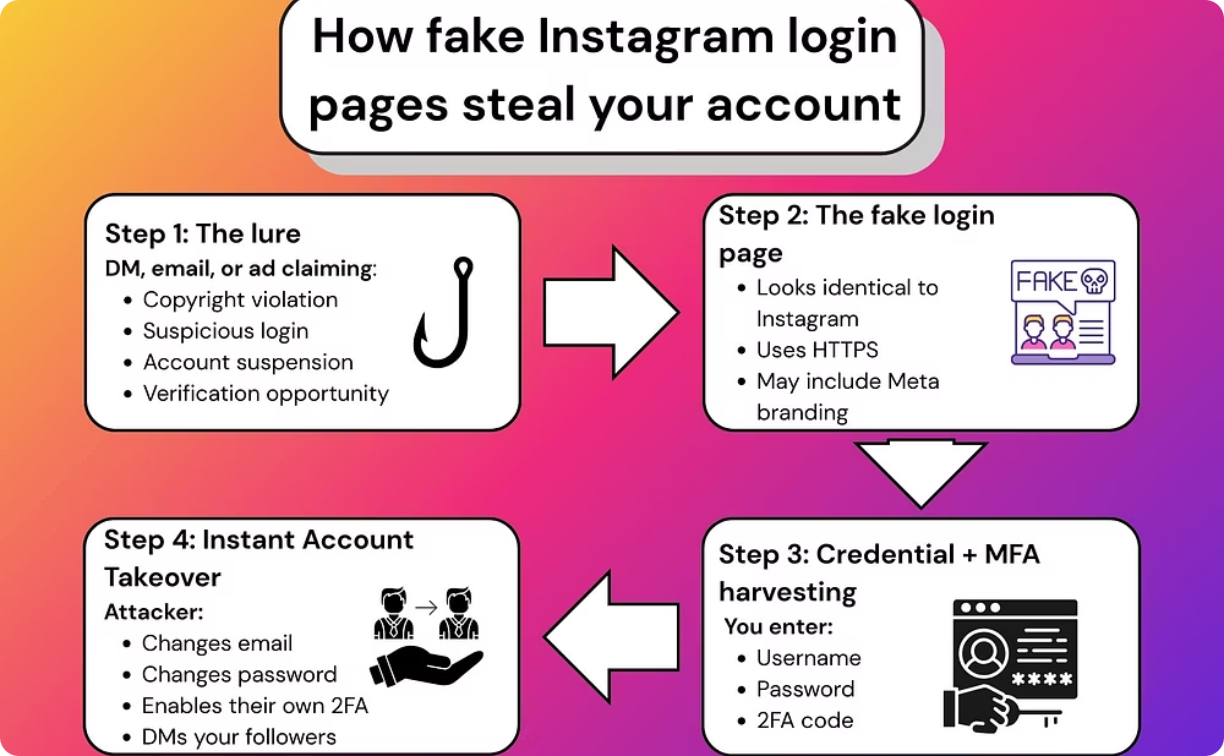 How fake Instagram login
pages steal your account
Step 1: The lure
DM, email, or ad claiming:
• Copyright violation
• Suspicious login
• Account suspension
• Verification opportunity
Step 2: The fake login
page
• Looks identical to
Instagram
• Uses HTTPS
• May include Meta
branding
FAKE
Step 3: Credential + MFA
harvesting
You enter:
• Username
• Password
• 2FA code
****
Step 4: Instant Account
Takeover
Attacker:
• Changes email
• Changes password
• Enables their own 2FA
• DMs your followers